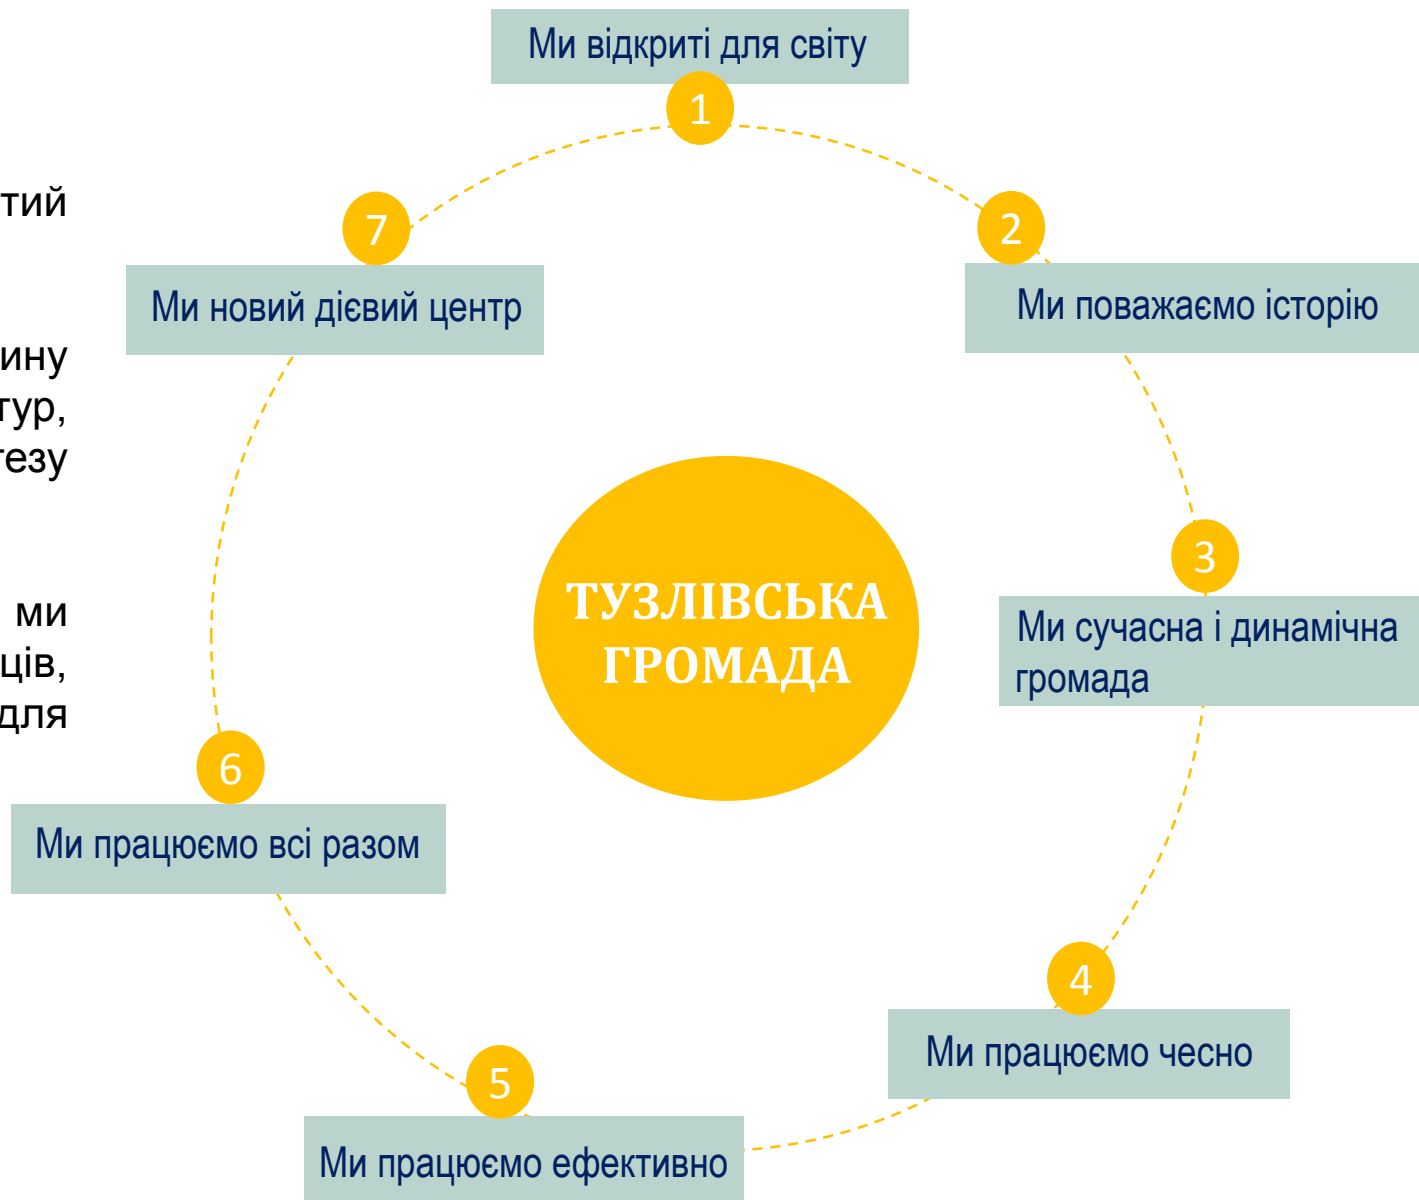 Ми відкриті для світу
1
2
Ми поважаємо історію
3
Ми сучасна і динамічна
громада
4
Ми працюємо чесно
5
Ми працюємо ефективно
6
Ми працюємо всі разом
7
Ми новий дієвий центр
ТУЗЛІВСЬКА
ГРОМАДА
тий
ину
тур,
тезу
ми
ців,
для